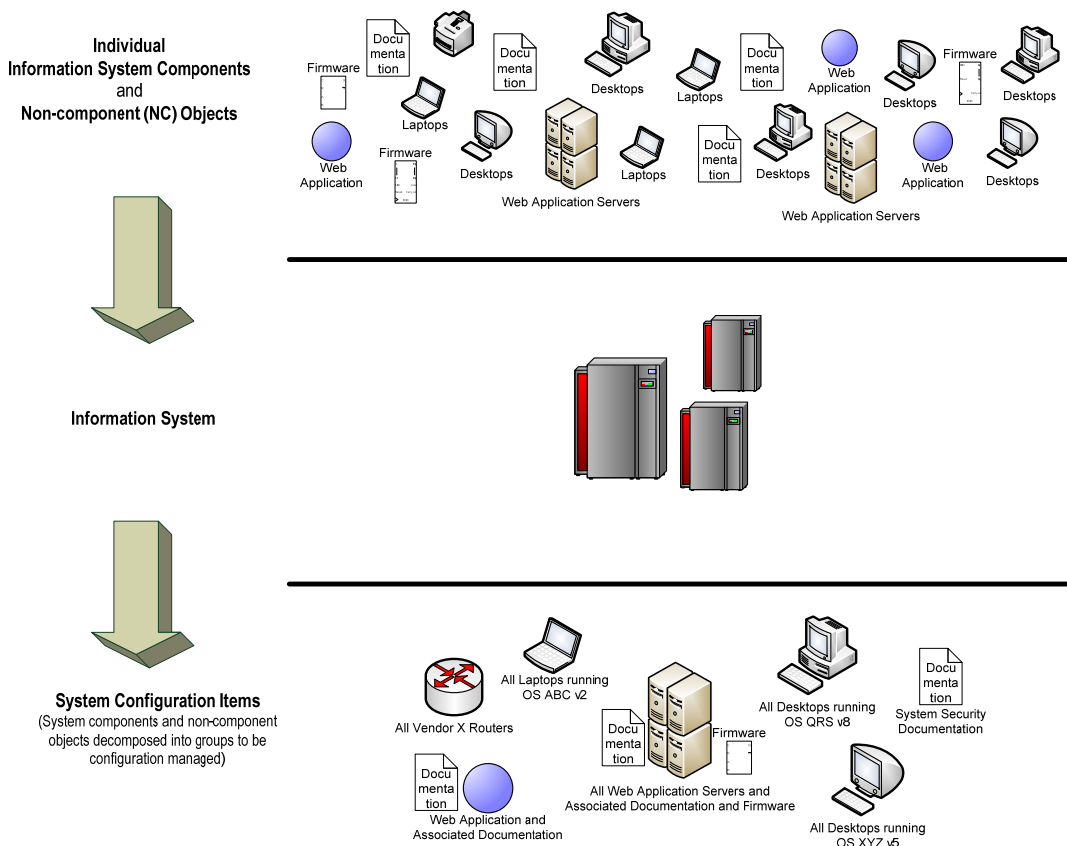 Individual
Information System Components
and
Non-component (NC) Objects
Firmware
Docu
menta
tion
Docu
menta
tion
Desktops
Laptops
Docu
menta
tion
Web
Application
Desktops
Firmware
Desktops
Web
Application
Laptops
Firmware
Desktops
Web Application Servers
Laptops
Docu
menta
tion
Desktops
Web Application Servers
Web
Application
Desktops
Information System
System Configuration Items
(System components and non-component
objects decomposed into groups to be
configuration managed)
All Vendor X Routers
All Laptops running
OS ABC v2
Docu
menta
tion
Firmware
All Web Application Servers and
Associated Documentation and Firmware
All Desktops running
OS QRS v8
Docu
menta
tion
System Security
Documentation
Docu
menta
tion
Web Application and
Associated Documentation
All Desktops running
OS XYZ v5